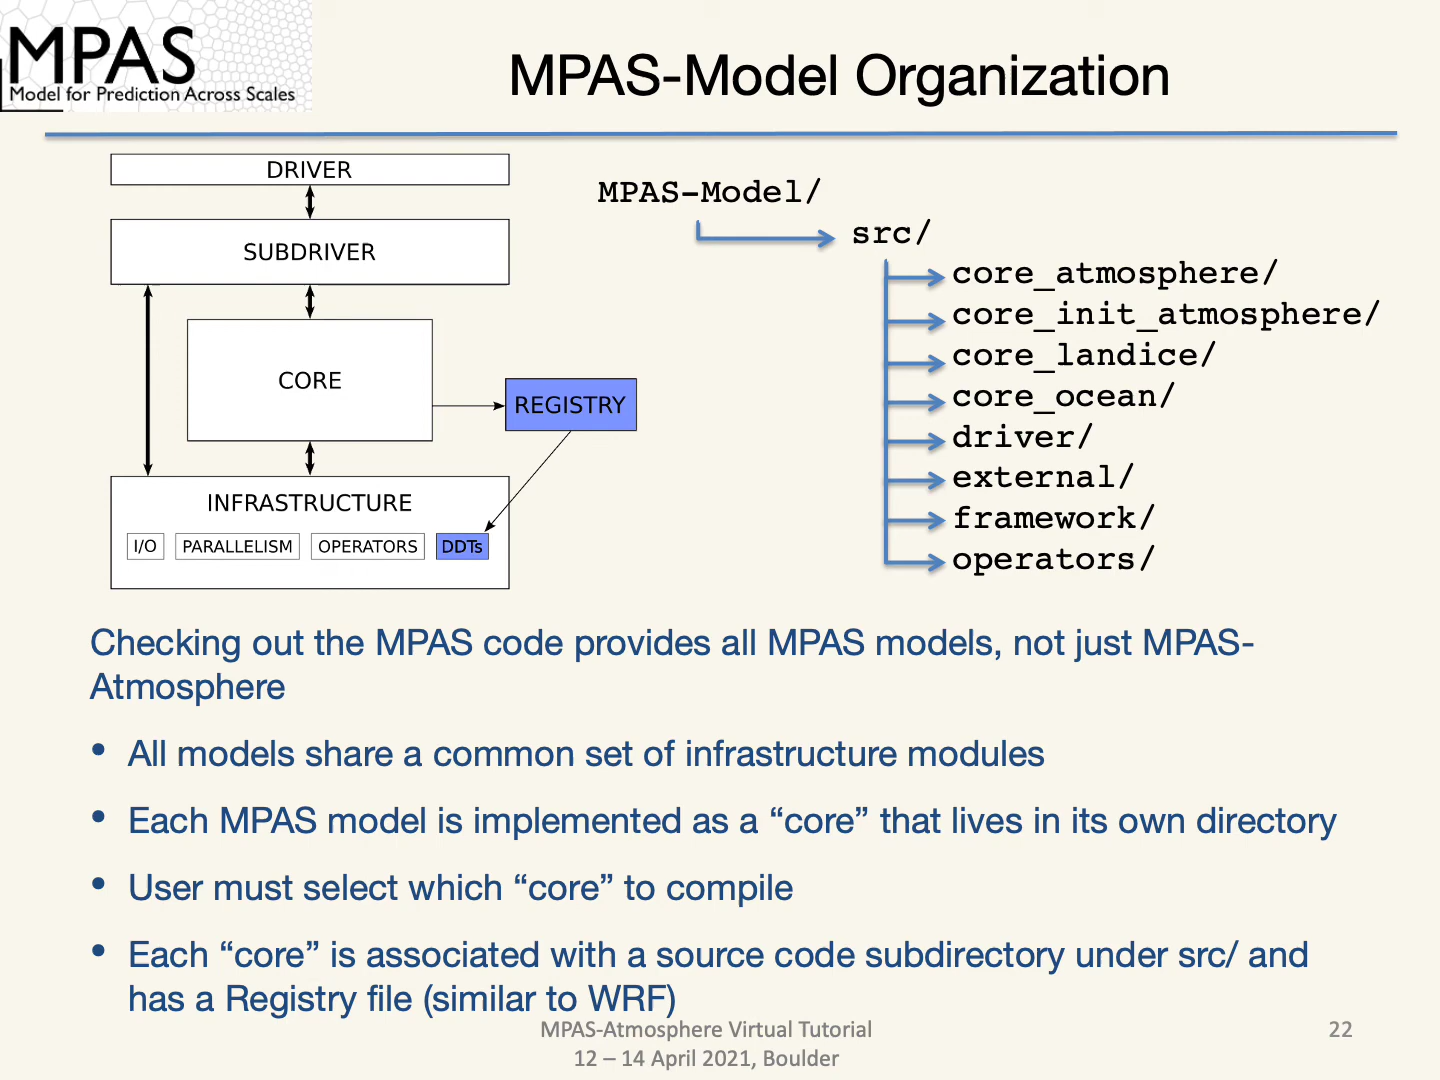 MPAS
Model for Prediction Across Scales
MPAS-Model Organization
DRIVER
SUBDRIVER
CORE
REGISTRY
INFRASTRUCTURE
I/O
PARALLELISM
OPERATORS
DDTs
MPAS-Model/
src/
core_atmosphere/
core_init_atmosphere/
core_landice/
core_ocean/
driver/
external/
framework/
operators/
Checking out the MPAS code provides all MPAS models, not just MPAS-
Atmosphere
• All models share a common set of infrastructure modules
• Each MPAS model is implemented as a “core” that lives in its own directory
• User must select which “core” to compile
• Each “core” is associated with a source code subdirectory under src/ and
has a Registry file (similar to WRF)
MPAS-Atmosphere Virtual Tutorial
12 – 14 April 2021, Boulder
22